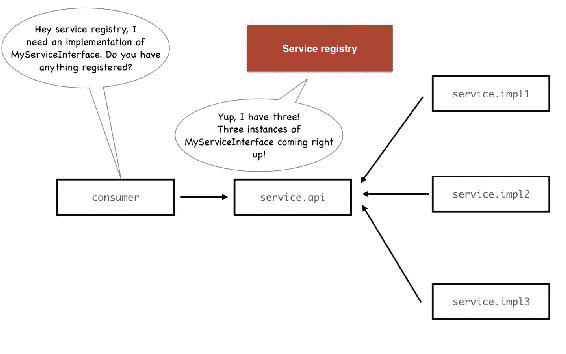 Hey service registry, I
need an implementation of
MyServiceInterface. Do you have
anything registered?
Service registry
Yup, I have three!
Three instances of
MyServiceInterface coming right
up!
service.impl1
consumer
service.api
service.impl2
service.impl3